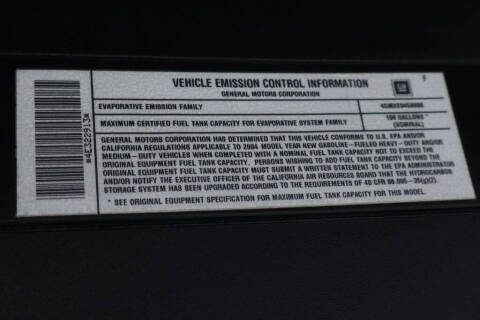 VEHICLE EMISSION CONTROL INFORMATION
GENERAL MOTORS CORPORATION
GM
F
EVAPORATIVE EMISSION FAMILY
MAXIMUM CERTIFIED FUEL TANK CAPACITY FOR EVAPORATIVE SYSTEM FAMILY
100 GALLONS *
(NOMINAL)
GENERAL MOTORS CORPORATION HAS DETERMINED THAT THIS VEHICLE CONFORMS TO U.S. EPA AND/OR
CALIFORNIA REGULATIONS APPLICABLE TO 2004 MODEL YEAR NEW GASOLINE-FUELED HEAVY-DUTY AND/OR
MEDIUM-DUTY VEHICLES WHEN COMPLETED WITH A NOMINAL FUEL TANK CAPACITY NOT TO EXCEED THE
ORIGINAL EQUIPMENT FUEL TANK CAPACITY. PERSONS WISHING TO ADD FUEL TANK CAPACITY BEYOND THE
ORIGINAL EQUIPMENT TANK CAPACITY MUST SUBMIT A WRITTEN STATEMENT TO THE EPA ADMINISTRATOR
AND/OR NOTIFY THE EXECUTIVE OFFICER OF THE CALIFORNIA AIR RESOURCES BOARD THAT THE HYDROCARBON
STORAGE SYSTEM HAS BEEN UPGRADED ACCORDING TO THE REQUIREMENTS OF 40 CFR
* SEE ORIGINAL EQUIPMENT SPECIFICATION FOR MAXIMUM FUEL TANK CAPACITY FOR THIS MODEL.
*4E322913*